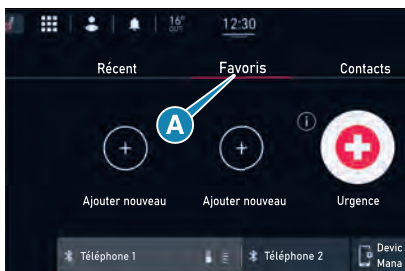 16° OUT 12:30
Récent Favoris Contacts
A
Ajouter nouveau Ajouter nouveau Urgence
Téléphone 1 Téléphone 2 Devic
Mana